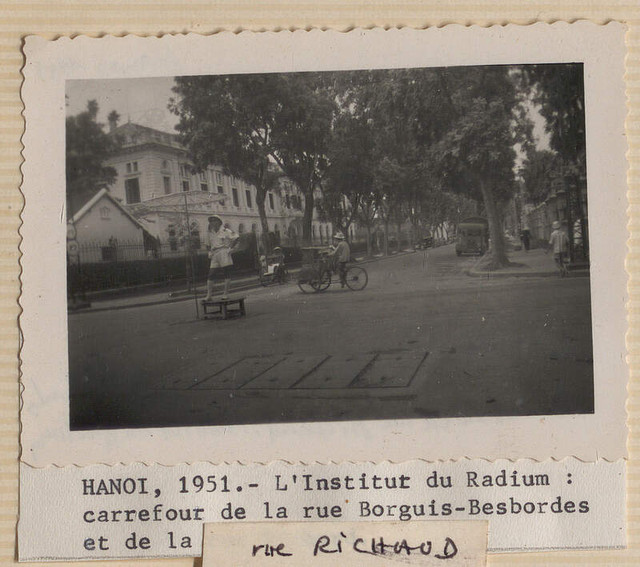 HANOI, 1951.- L'Institut du Radium :
carrefour de la rue Borguis-Besbordes
et de la rue RICHAUD